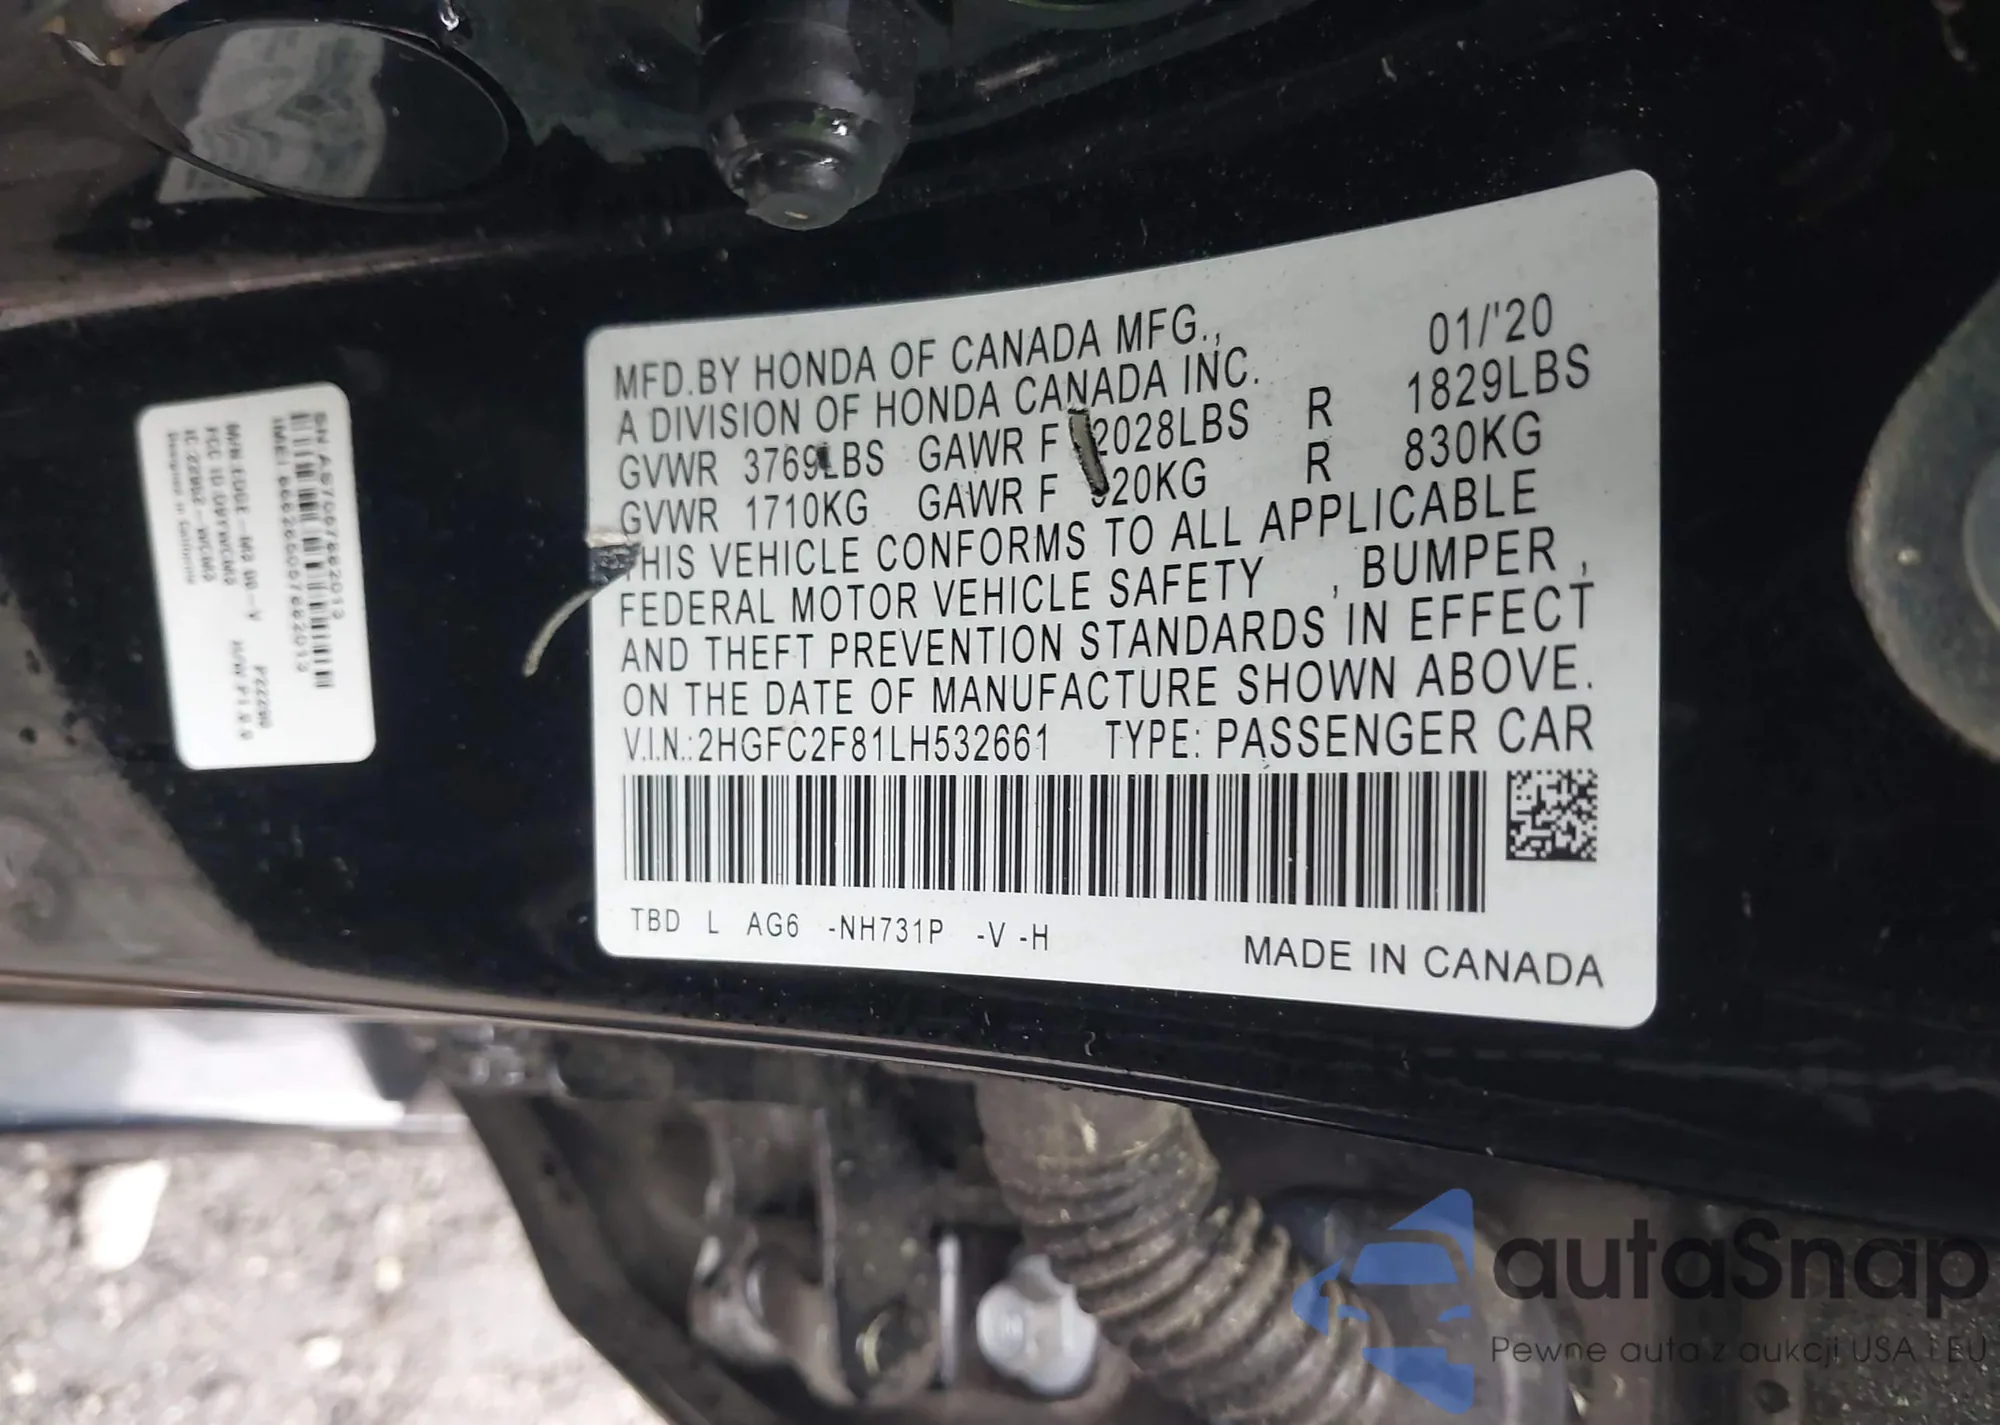 MFD.BY HONDA OF CANADA MFG., 01/'20
A DIVISION OF HONDA CANADA INC.
GVWR 3769LBS GAWR F 2028LBS R 1829LBS
GVWR 1710KG GAWR F 920KG R 830KG
THIS VEHICLE CONFORMS TO ALL APPLICABLE
FEDERAL MOTOR VEHICLE SAFETY , BUMPER ,
AND THEFT PREVENTION STANDARDS IN EFFECT
ON THE DATE OF MANUFACTURE SHOWN ABOVE.
V.I.N.: 2HGFC2F81LH532661 TYPE: PASSENGER CAR
TBD L AG6 -NH731P -V -H
MADE IN CANADA
autaSnap
Pewne auta z aukcji USA i EU